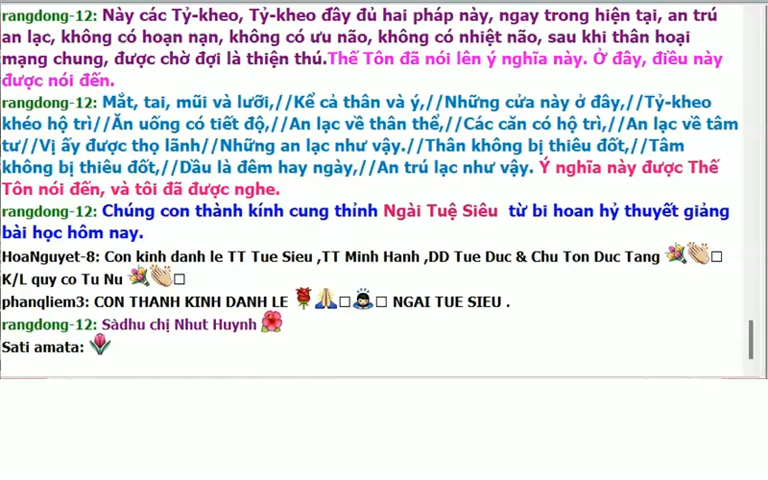 rangdong-12: Này các Tỷ-kheo, Tỷ-kheo đầy đủ hai pháp này, ngay trong hiện tại, an trú
an lạc, không có hoạn nạn, không có ưu não, không có nhiệt não, sau khi thân hoại
mạng chung, được chờ đợi là thiện thú.Thế Tôn đã nói lên ý nghĩa này. Ở đây, điều này
được nói đến.
rangdong-12: Mắt, tai, mũi và lưỡi,//Kể cả thân và ý,//Những cửa này ở đây,//Tỷ-kheo
khéo hộ trì//Ăn uống có tiết độ,//An lạc về thân thể,//Các căn có hộ trì,//An lạc về tâm
tư//Vị ấy được thọ lãnh//Những an lạc như vậy.//Thân không bị thiêu đốt,//Tâm
không bị thiêu đốt,//Dầu là đêm hay ngày,//An trú lạc như vậy. Ý nghĩa này được Thế
Tôn nói đến, và tôi đã được nghe.
rangdong-12: Chúng con thành kính cung thỉnh Ngài Tuệ Siêu từ bi hoan hỷ thuyết giảng
bài học hôm nay.
HoaNguyet-8: Con kinh danh le TT Tue Sieu ,TT Minh Hanh ,DD Tue Duc & Chu Ton Duc Tang 💐👏□
K/L quy co Tu Nu 💐👏□
phanqliem3: CON THANH KINH DANH LE 🌹🙏□🙇□ NGAI TUE SIEU .
rangdong-12: Sàdhu chị Nhut Huynh 🌺
Sati amata: 🌷